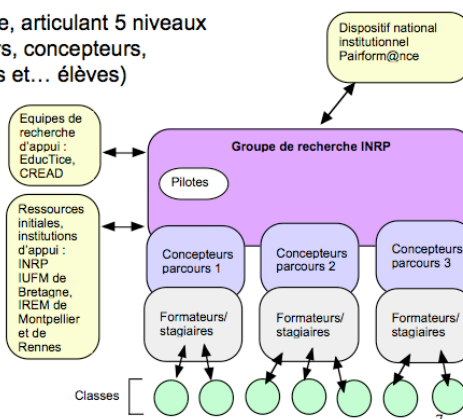 e, articulant 5 niveaux
rs, concepteurs,
s et… élèves)
Dispositif national
institutionnel
Pairform@nce
Equipes de
recherche
d'appui :
EducTice,
CREAD
Groupe de recherche INRP
Pilotes
Ressources
initiales,
institutions
d'appui :
INRP
IUFM de
Bretagne,
IREM de
Montpellier
et de
Rennes
Concepteurs
parcours 1
Concepteurs
parcours 2
Concepteurs
parcours 3
Formateurs/
stagiaires
Formateurs/
stagiaires
Formateurs/
stagiaires
Classes